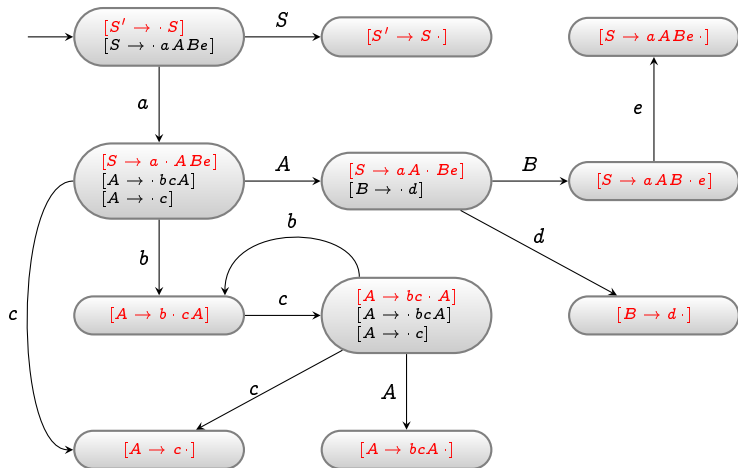 [S′ → · S]
[S → · aABe]
S
[S′ → S ·]
[S → aABe ·]
a
e
[S → a · ABe]
[A → · bcA]
[A → · c]
A
[S → aA · Be]
[B → · d]
B
[S → aAB · e]
b
b
d
c
[A → b · cA]
c
[A → bc · A]
[A → · bcA]
[A → · c]
[B → d ·]
c
A
[A → c ·]
[A → bcA ·]